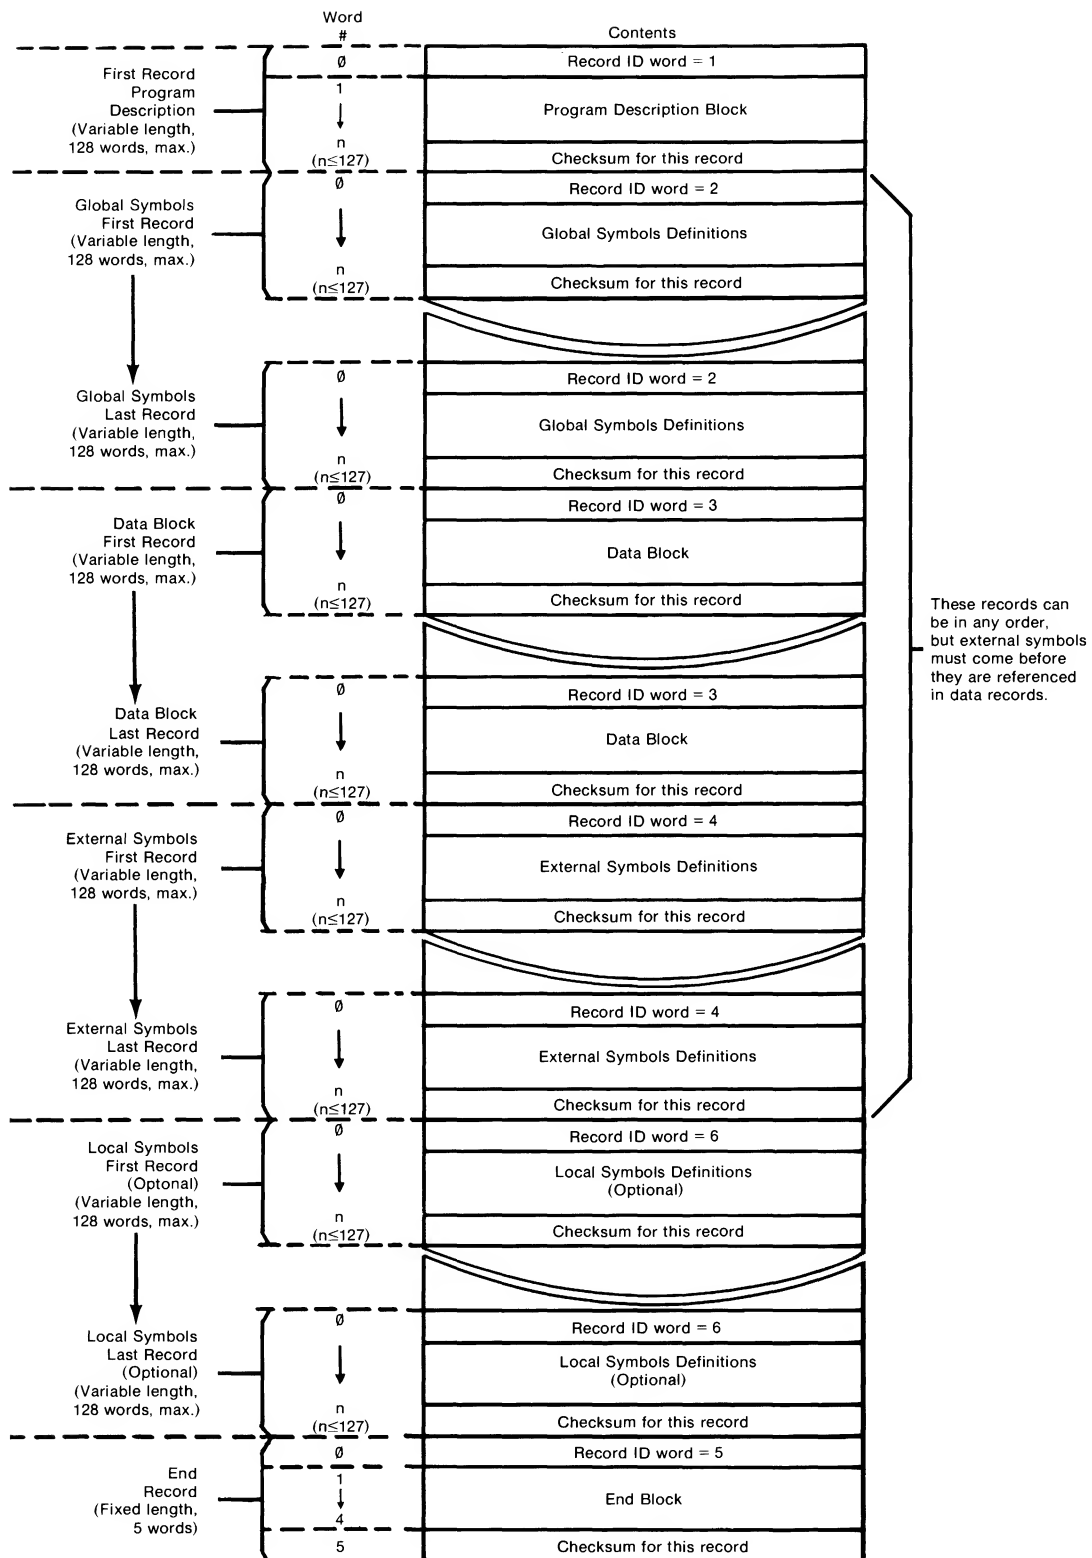 Word
#
Contents
First Record
Program
Description
(Variable length,
128 words, max.)
Ø
1
n
(n≤127)
Record ID word = 1
Program Description Block
Checksum for this record
Global Symbols
First Record
(Variable length,
128 words, max.)
Ø
n
(n≤127)
Record ID word = 2
Global Symbols Definitions
Checksum for this record
Global Symbols
Last Record
(Variable length,
128 words, max.)
Ø
n
(n≤127)
Record ID word = 2
Global Symbols Definitions
Checksum for this record
Data Block
First Record
(Variable length,
128 words, max.)
Ø
n
(n≤127)
Record ID word = 3
Data Block
Checksum for this record
Data Block
Last Record
(Variable length,
128 words, max.)
Ø
n
(n≤127)
Record ID word = 3
Data Block
Checksum for this record
External Symbols
First Record
(Variable length,
128 words, max.)
Ø
n
(n≤127)
Record ID word = 4
External Symbols Definitions
Checksum for this record
External Symbols
Last Record
(Variable length,
128 words, max.)
Ø
n
(n≤127)
Record ID word = 4
External Symbols Definitions
Checksum for this record
These records can
be in any order,
but external symbols
must come before
they are referenced
in data records.
Local Symbols
First Record
(Optonal)
(Variable length,
128 words, max.)
Ø
n
(n≤127)
Record ID word = 6
Local Symbols Definitions
(Optional)
Checksum for this record
Local Symbols
Last Record
(Optional)
(Variable length,
128 words, max.)
Ø
n
(n≤127)
Record ID word = 6
Local Symbols Definitions
(Optional)
Checksum for this record
End
Record
(Fixed length,
5 words)
Ø
1
4
5
Record ID word = 5
End Block
Checksum for this record